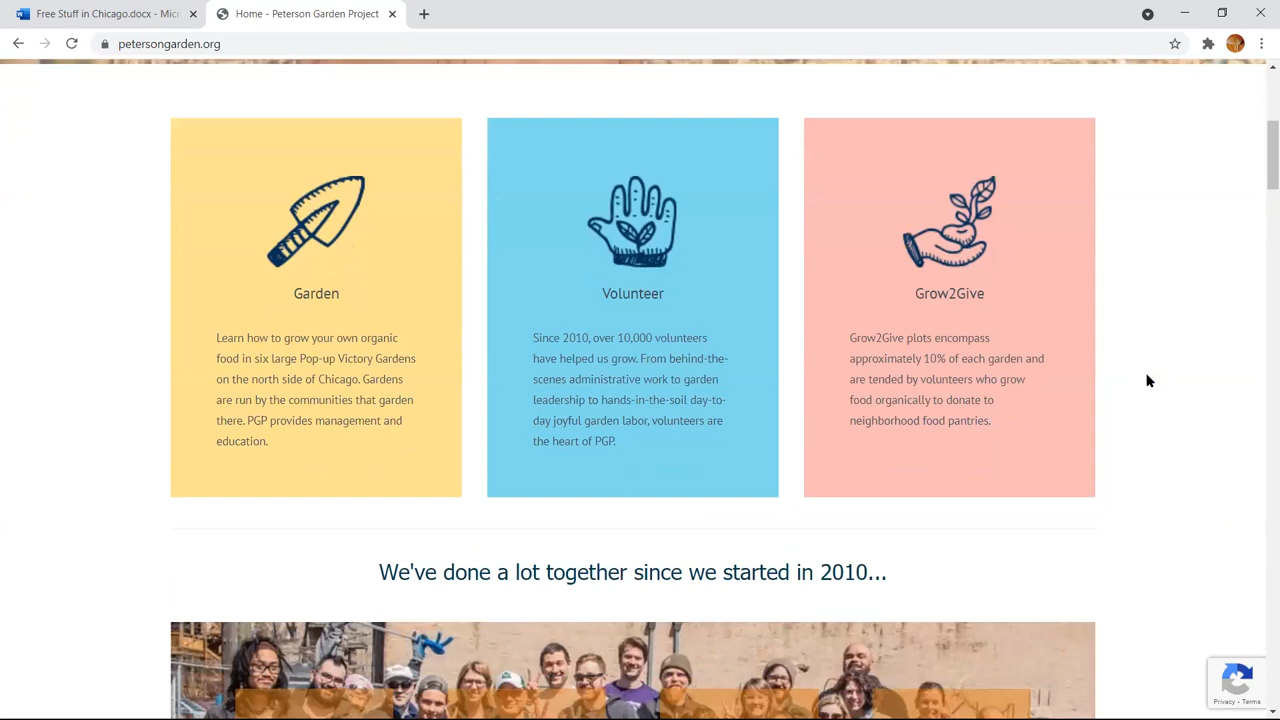 Free Stuff in Chicago.docx - Micr
Home - Peterson Garden Project
petersongarden.org
Garden
Learn how to grow your own organic
food in six large Pop-up Victory Gardens
on the north side of Chicago. Gardens
are run by the communities that garden
there. PGP provides management and
education.
Volunteer
Since 2010, over 10,000 volunteers
have helped us grow. From behind-the-
scenes administrative work to garden
leadership to hands-in-the-soil day-to-
day joyful garden labor, volunteers are
the heart of PGP.
Grow2Give
Grow2Give plots encompass
approximately 10% of each garden and
are tended by volunteers who grow
food organically to donate to
neighborhood food pantries.
We've done a lot together since we started in 2010...
Privacy - Terms